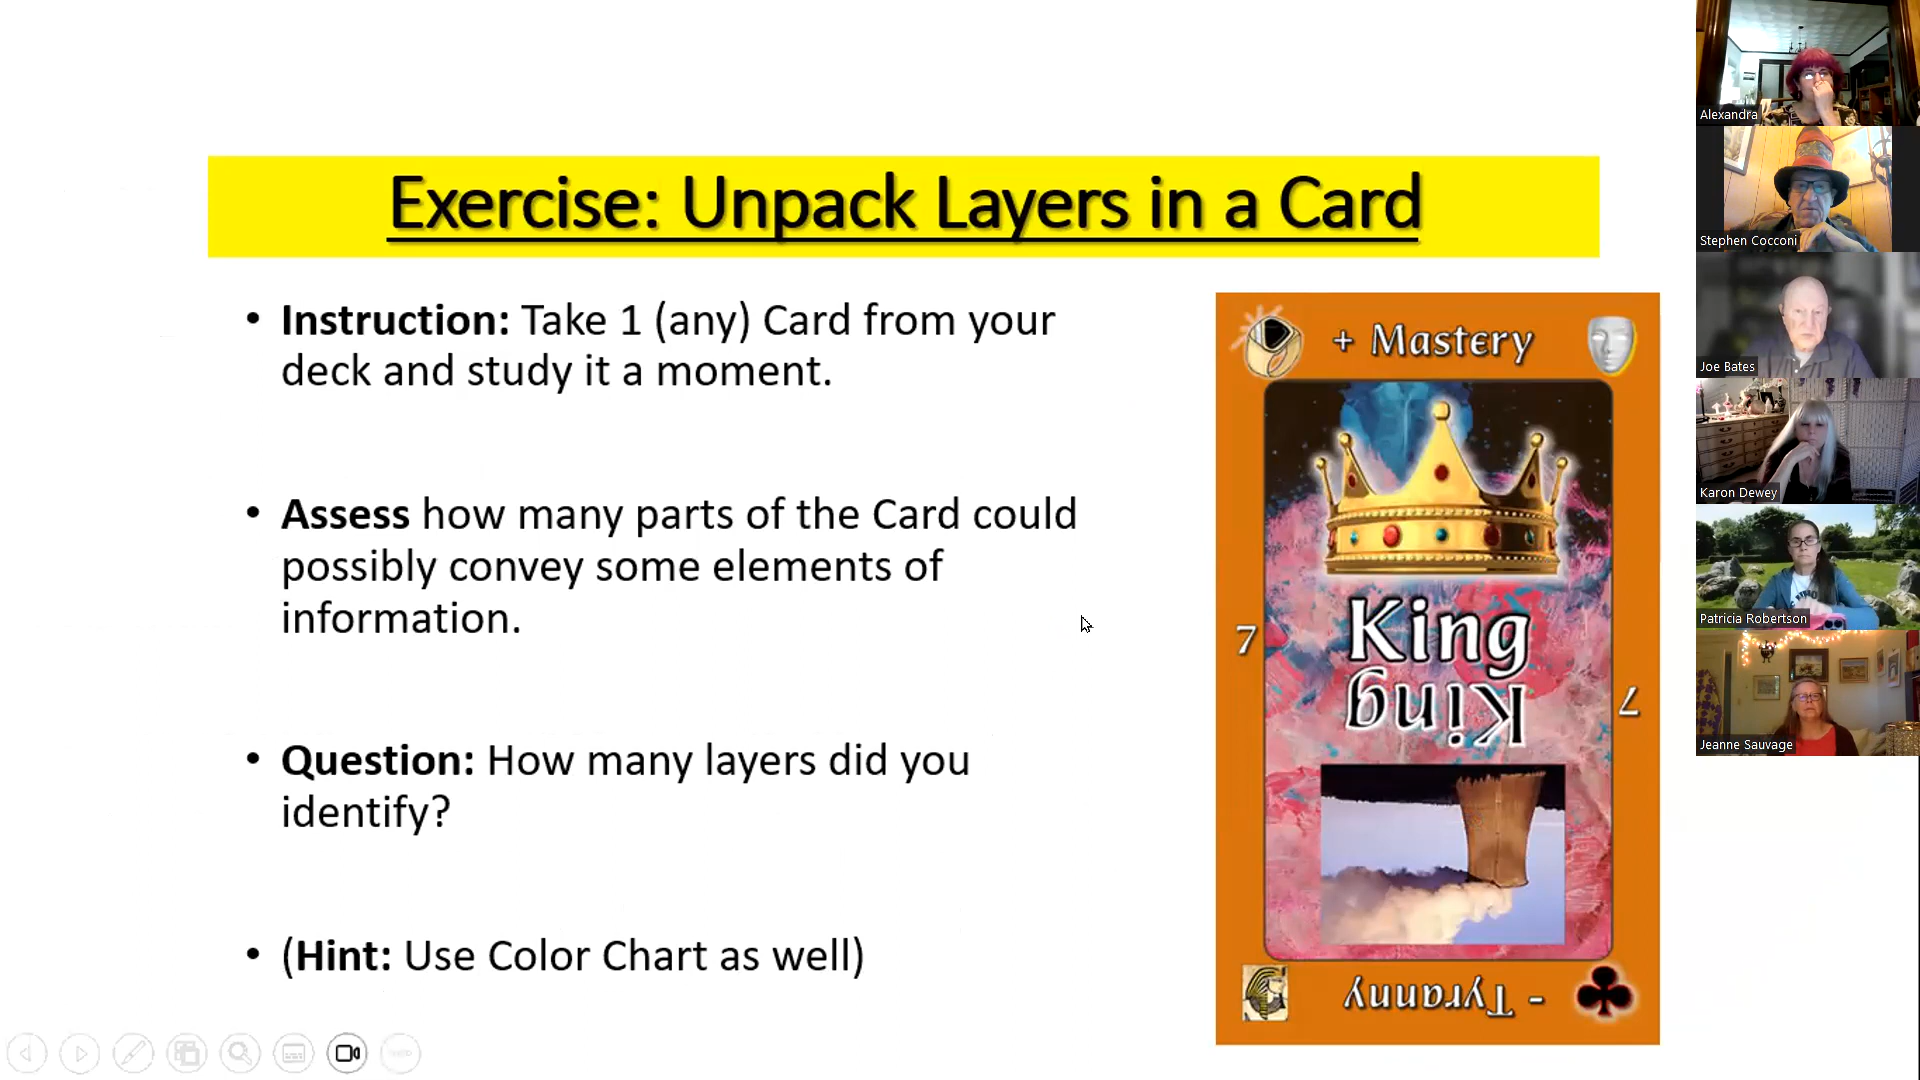 Exercise: Unpack Layers in a Card
• Instruction: Take 1 (any) Card from your
deck and study it a moment.
• Assess how many parts of the Card could
possibly convey some elements of
information.
• Question: How many layers did you
identify?
• (Hint: Use Color Chart as well)
+ Mastery
King
King
7
7
- Tyranny
Alexandra
Stephen Cocconi
Joe Bates
Karon Dewey
Patricia Robertson
Jeanne Sauvage